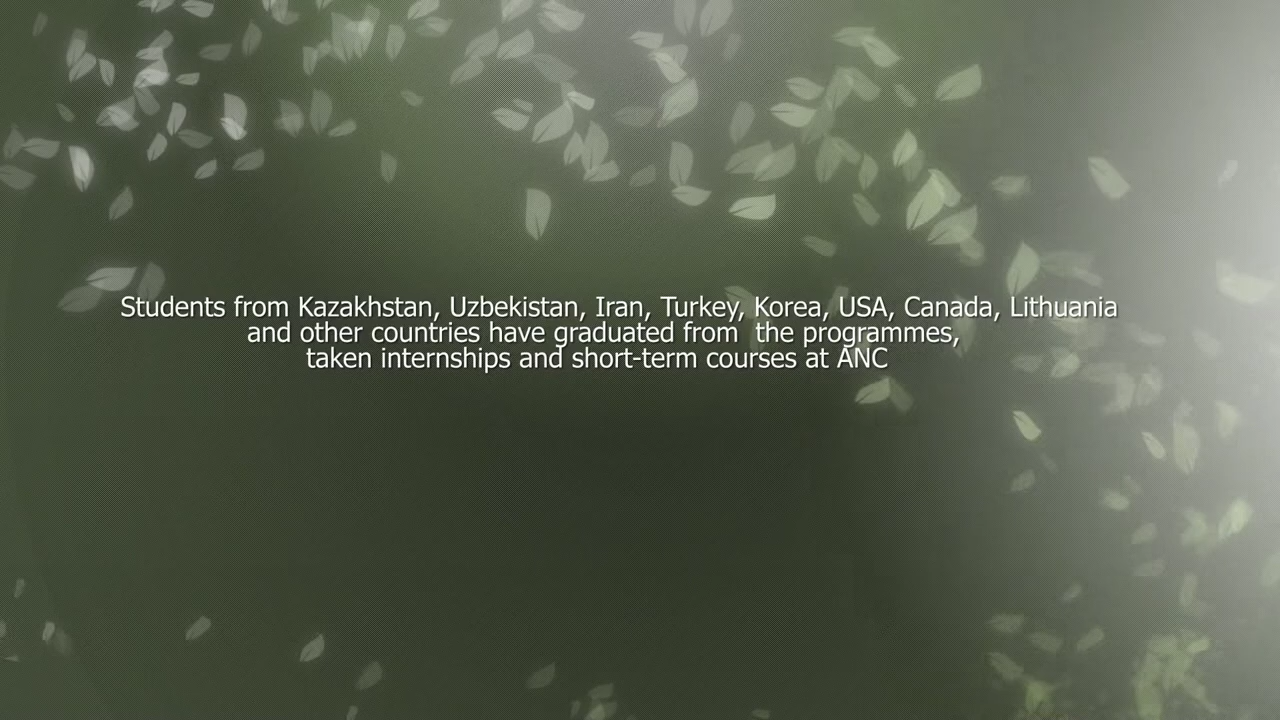 Students from Kazakhstan, Uzbekistan, Iran, Turkey, Korea, USA, Canada, Lithuania
and other countries have graduated from  the programmes,
taken internships and short-term courses at ANC